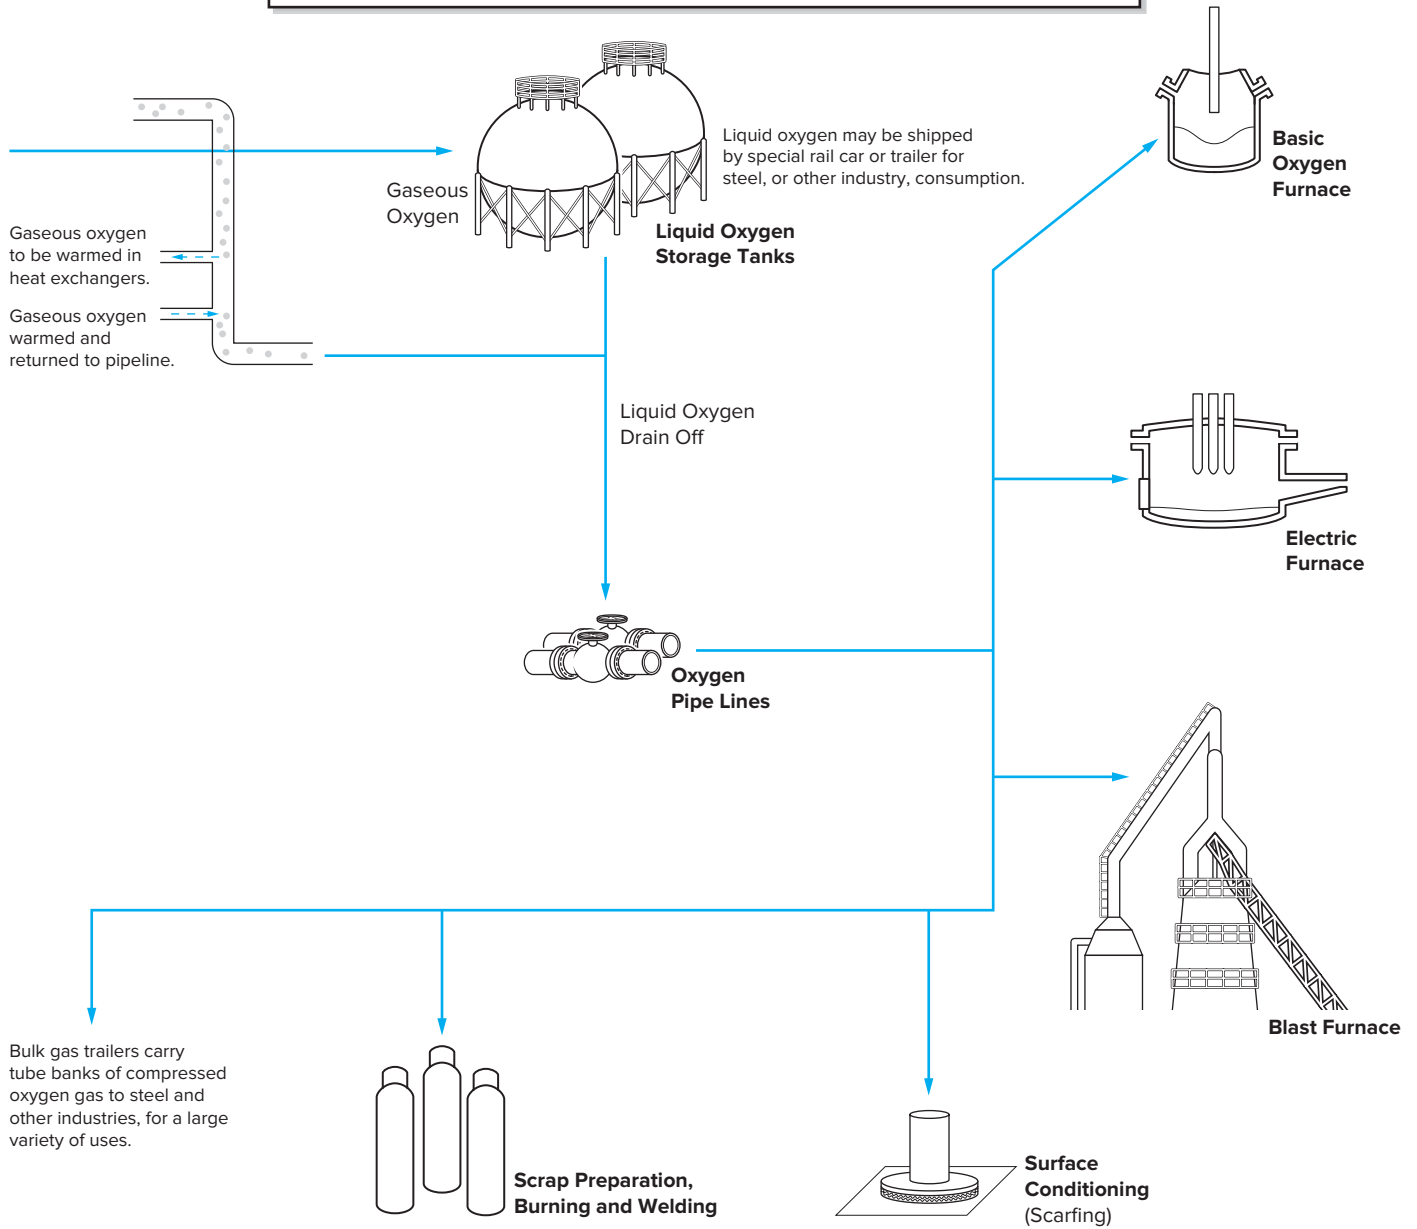 Basic
Oxygen
Furnace
Liquid oxygen may be shipped
by special rail car or trailer for
steel, or other industry, consumption.
Gaseous
Oxygen
Liquid Oxygen
Storage Tanks
Gaseous oxygen
to be warmed in
heat exchangers.
Gaseous oxygen
warmed and
returned to pipeline.
Liquid Oxygen
Drain Off
Electric
Furnace
Oxygen
Pipe Lines
Blast Furnace
Bulk gas trailers carry
tube banks of compressed
oxygen gas to steel and
other industries, for a large
variety of uses.
Scrap Preparation,
Burning and Welding
Surface
Conditioning
(Scarfing)